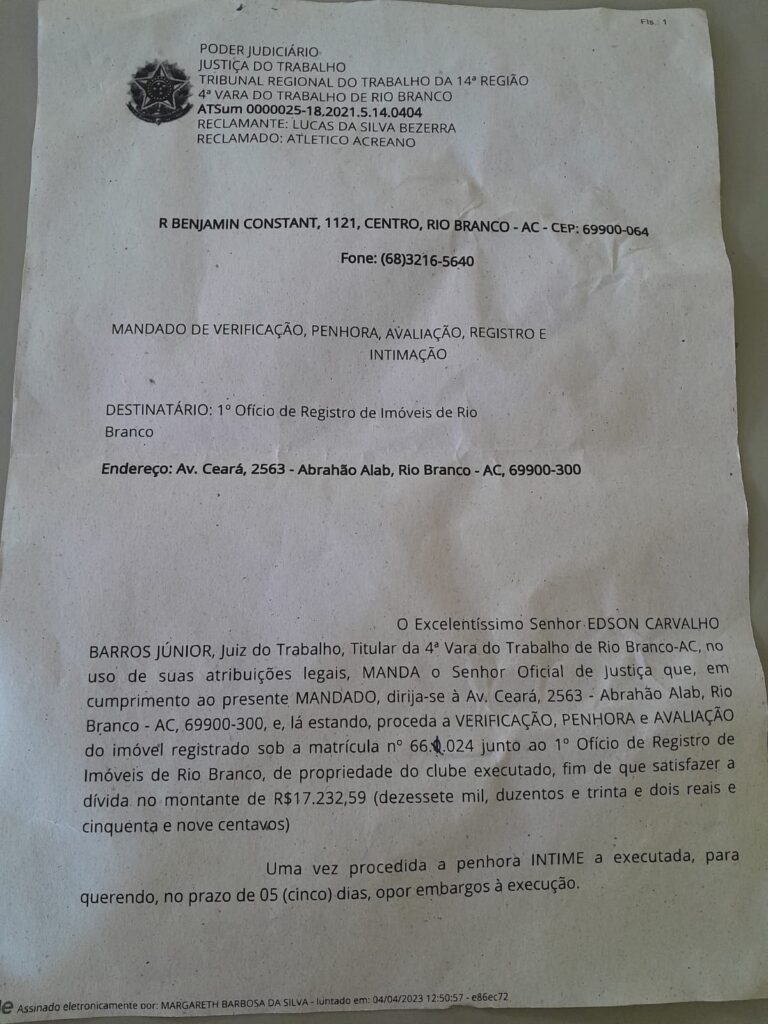 Fls.: 1
PODER JUDICIÁRIO
JUSTIÇA DO TRABALHO
TRIBUNAL REGIONAL DO TRABALHO DA 14ª REGIÃO
4ª VARA DO TRABALHO DE RIO BRANCO
ATSum 0000025-18.2021.5.14.0404
RECLAMANTE: LUCAS DA SILVA BEZERRA
RECLAMADO: ATLETICO ACREANO
R BENJAMIN CONSTANT, 1121, CENTRO, RIO BRANCO - AC - CEP: 69900-064
Fone: (68)3216-5640
MANDADO DE VERIFICAÇÃO, PENHORA, AVALIAÇÃO, REGISTRO E
INTIMAÇÃO
DESTINATÁRIO: 1º Ofício de Registro de Imóveis de Rio
Branco
Endereço: Av. Ceará, 2563 - Abrahão Alab, Rio Branco - AC, 69900-300
O Excelentíssimo Senhor EDSON CARVALHO
BARROS JÚNIOR, Juiz do Trabalho, Titular da 4ª Vara do Trabalho de Rio Branco-AC, no
uso de suas atribuições legais, MANDA o Senhor Oficial de Justiça que, em
cumprimento ao presente MANDADO, dirija-se à Av. Ceará, 2563 - Abrahão Alab, Rio
Branco - AC, 69900-300, e, lá estando, proceda a VERIFICAÇÃO, PENHORA e AVALIAÇÃO
do imóvel registrado sob a matrícula nº junto ao 1º Ofício de Registro de
Imóveis de Rio Branco, de propriedade do clube executado, fim de que satisfazer a
dívida no montante de R$17.232,59 (dezessete mil, duzentos e trinta e dois reais e
cinquenta e nove centavos)
Uma vez procedida a penhora INTIME a executada, para
querendo, no prazo de 05 (cinco) dias, opor embargos à execução.
Assinado eletronicamente por: MARGARETH BARBOSA DA SILVA - Juntado em: 04/04/2023 12:50:57 - e86ec72